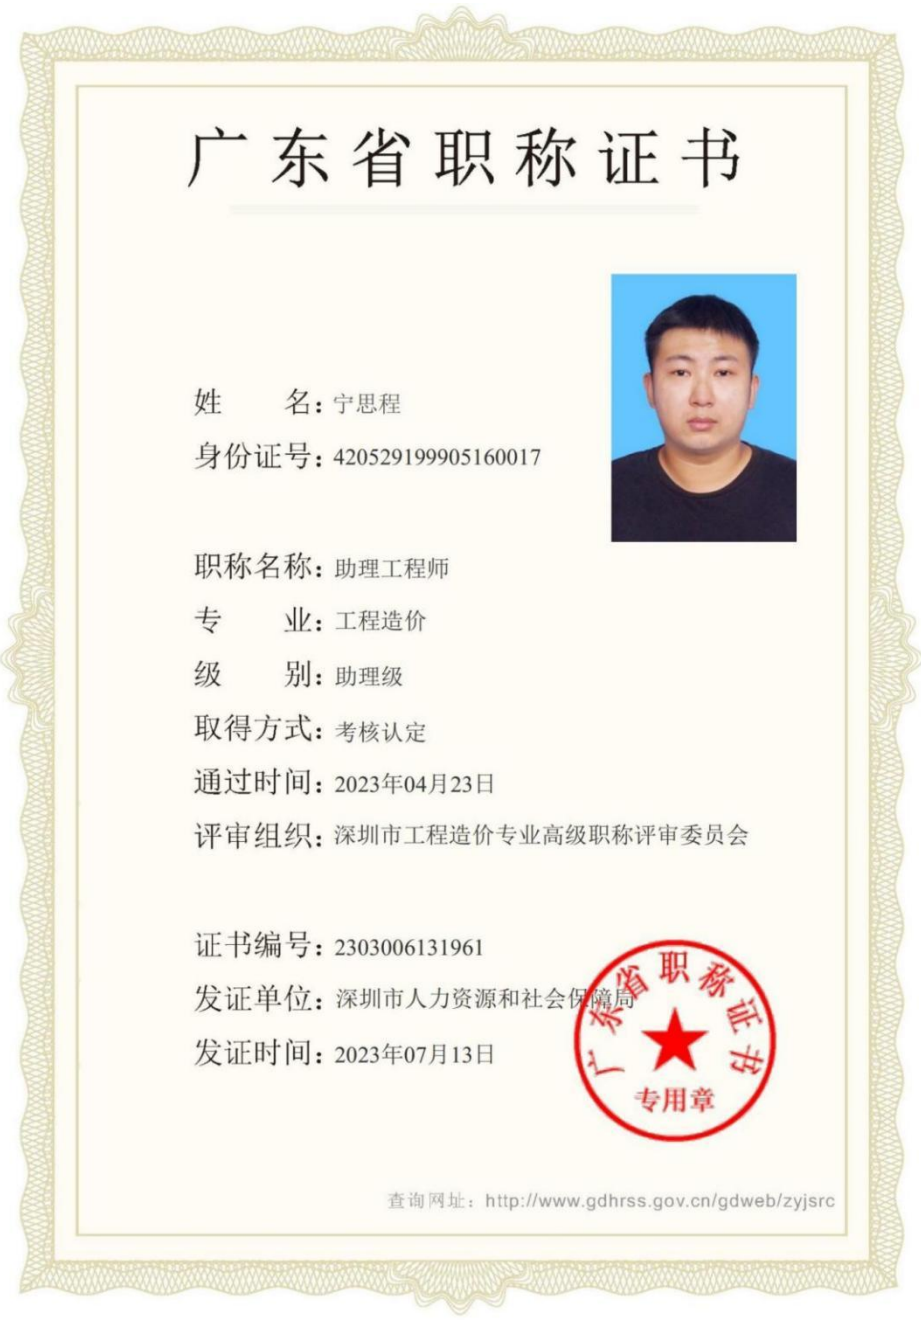 广东省职称证书
姓 名：宁思程
身份证号：420529199905160017
职称名称：助理工程师
专 业：工程造价
级 别：助理级
取得方式：考核认定
通过时间：2023年04月23日
评审组织：深圳市工程造价专业高级职称评审委员会
证书编号：2303006131961
发证单位：深圳市人力资源和社会保障局
发证时间：2023年07月13日
广东省职称证书
专用章
查询网址：http://www.gdhrss.gov.cn/gdweb/zyjsrc